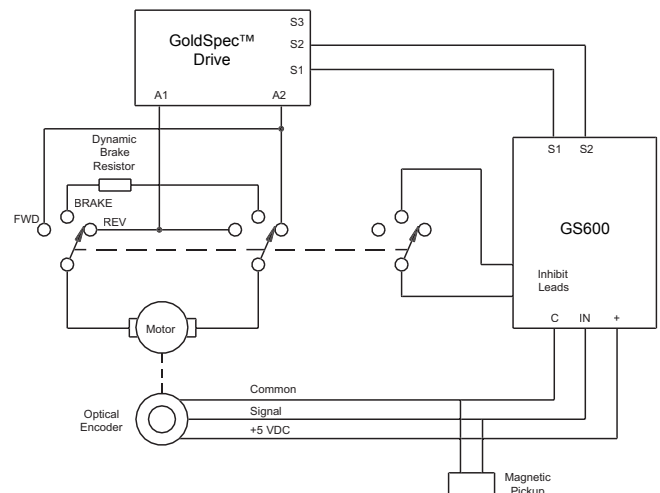 S3
GoldSpec™
Drive
S2
S1
A1
A2
Dynamic
Brake
Resistor
BRAKE
FWD
REV
S1
S2
GS600
Inhibit
Leads
C
IN
+
Motor
Common
Optical
Encoder
Signal
+5 VDC
Magnetic
Pickup